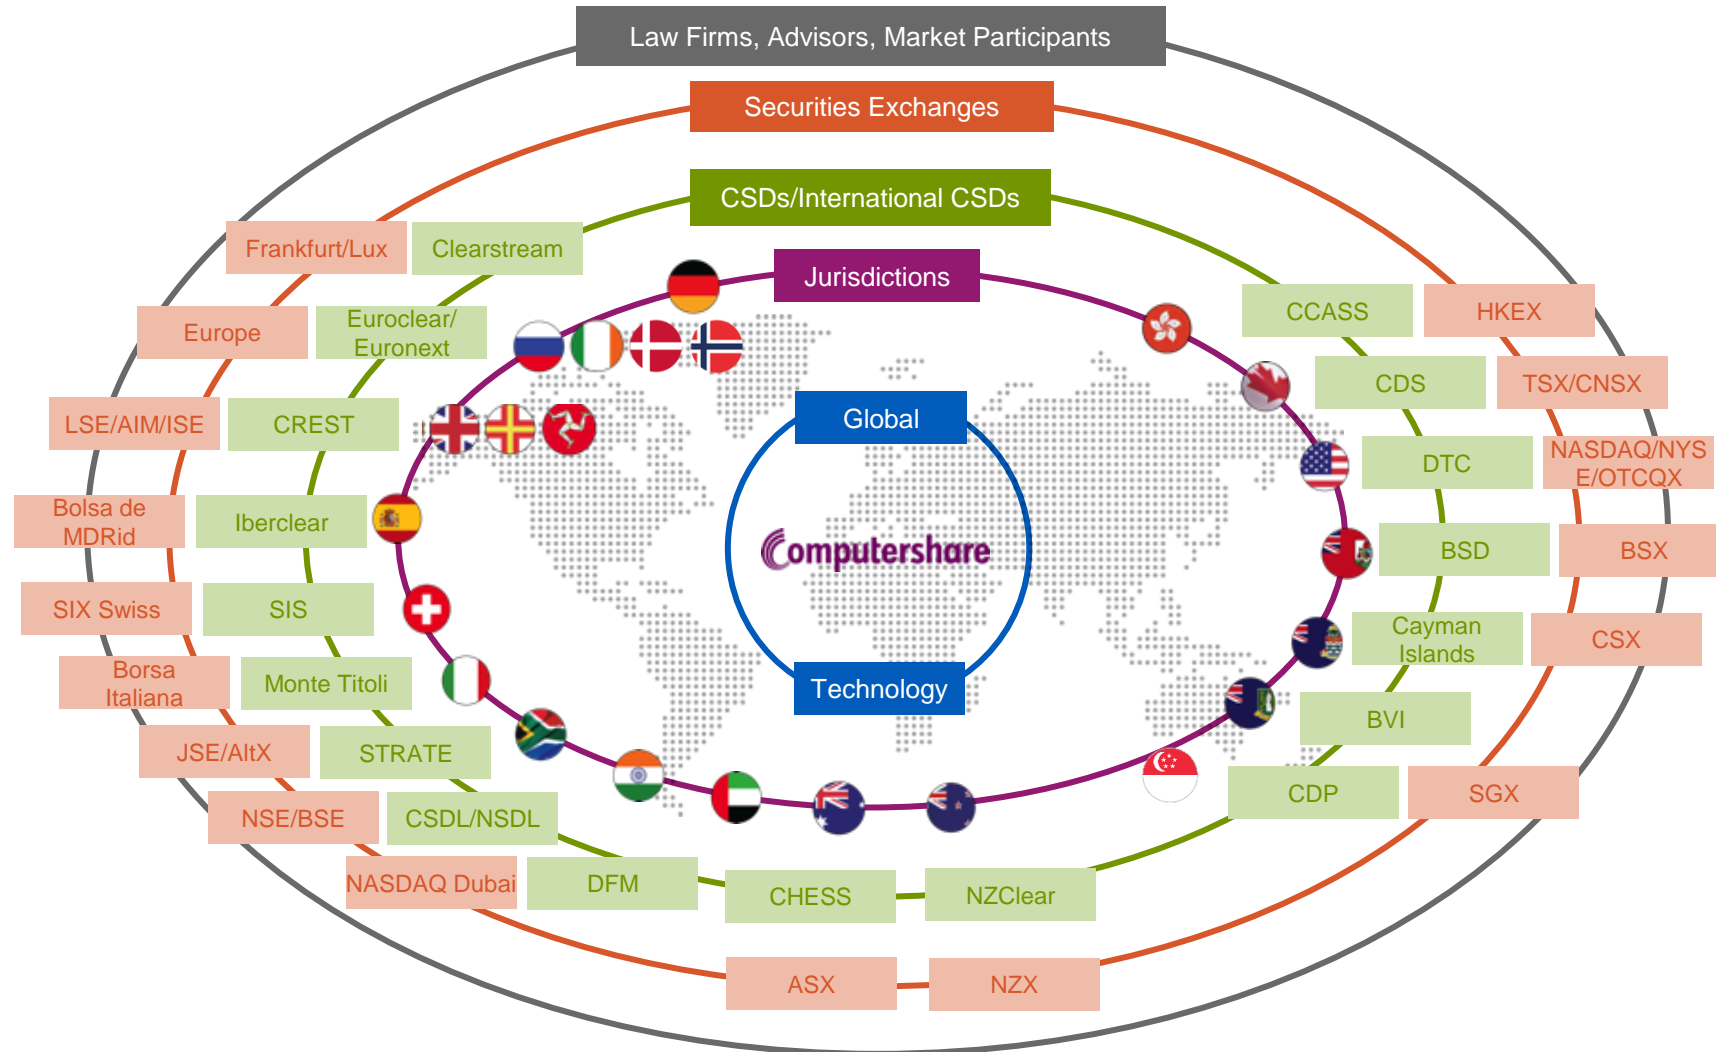 Law Firms, Advisors, Market Participants
Securities Exchanges
CSDs/International CSDs
Jurisdictions
Frankfurt/Lux
Clearstream
Europe
Euroclear/
Euronext
CCASS
HKEX
LSE/AIM/ISE
CREST
Global
CDS
TSX/CNSX
DTC
NASDAQ/NYS
E/OTCQX
Bolsa de
MDRid
Iberclear
Computershare
BSD
BSX
SIX Swiss
SIS
Cayman
Islands
CSX
Borsa
Italiana
Monte Titoli
Technology
BVI
JSE/AltX
STRATE
CDP
SGX
NSE/BSE
CSDL/NSDL
NASDAQ Dubai
DFM
CHESS
NZClear
ASX
NZX